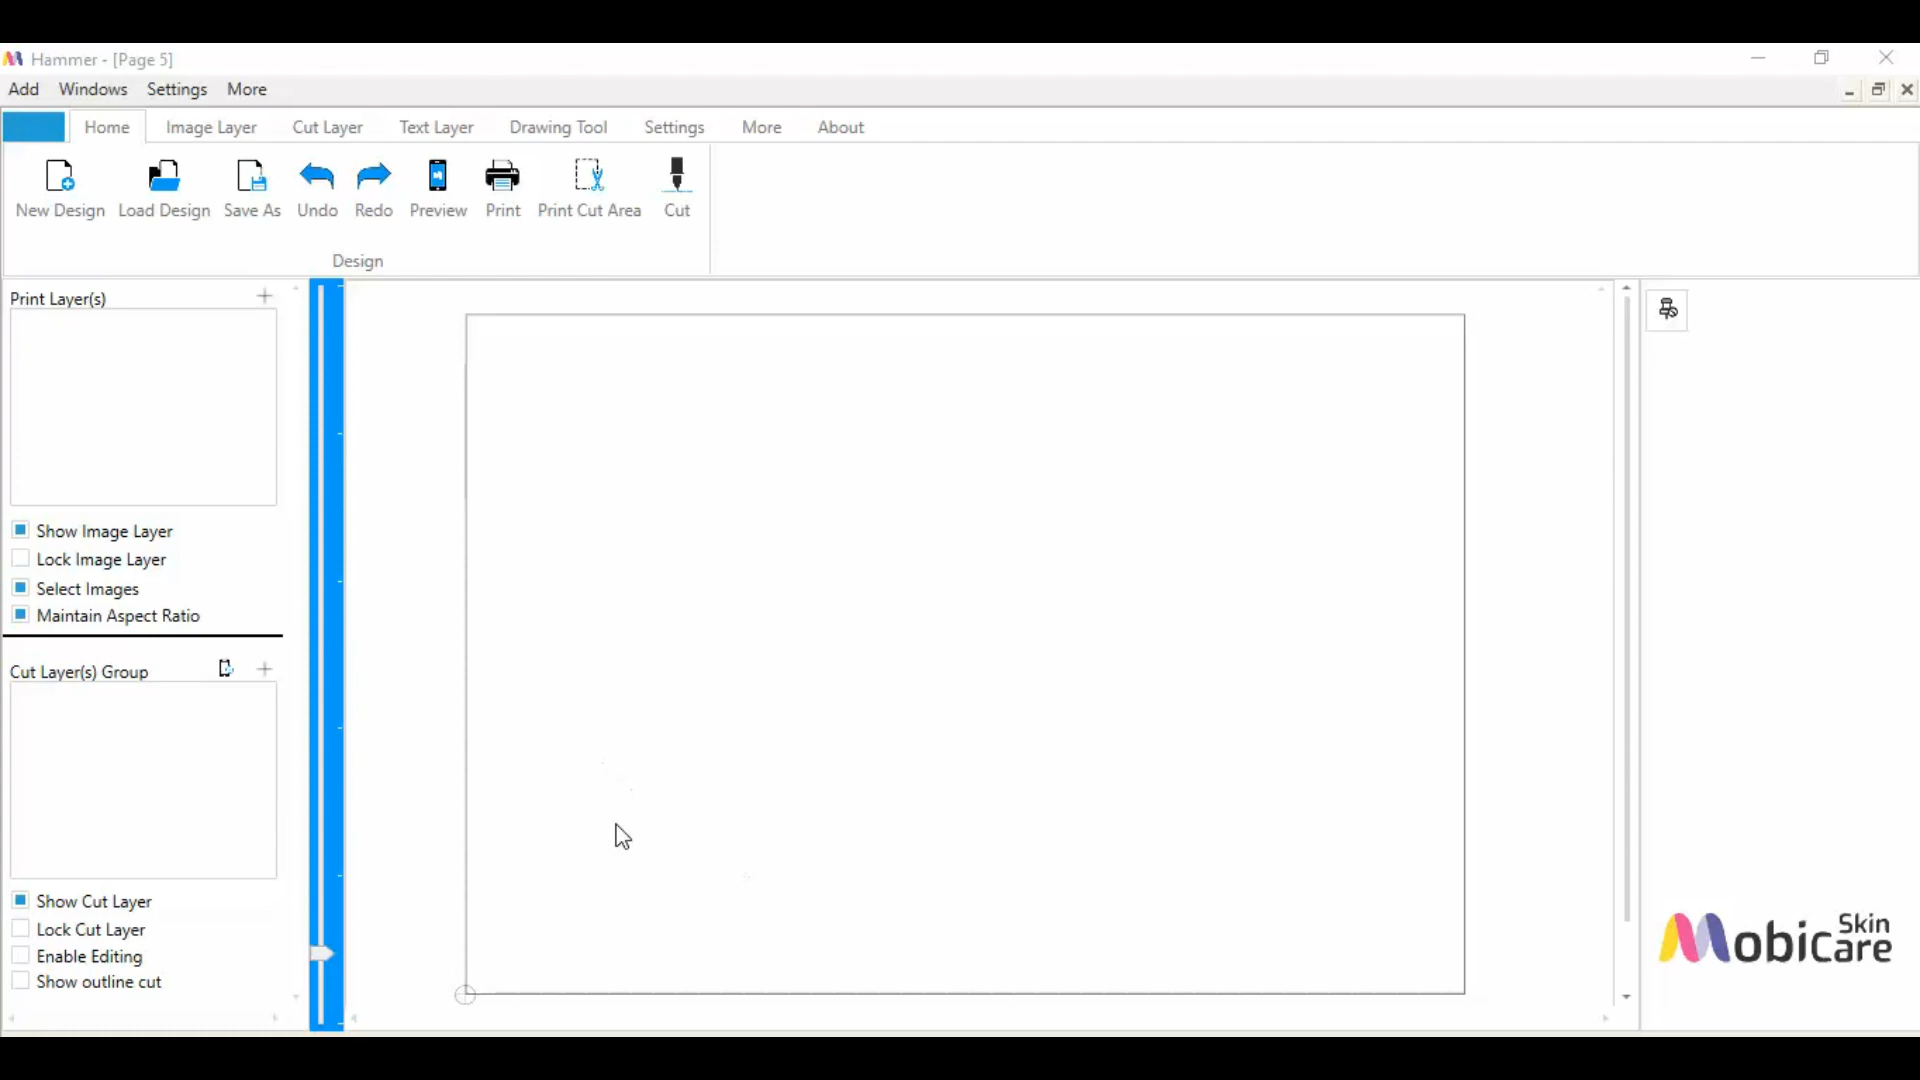 Hammer - [Page 5]
Add Windows Settings More
Home Image Layer Cut Layer Text Layer Drawing Tool Settings More About
New Design Load Design Save As Undo Redo Preview Print Print Cut Area Cut
Design
Print Layer(s)
Show Image Layer
Lock Image Layer
Select Images
Maintain Aspect Ratio
Cut Layer(s) Group
Show Cut Layer
Lock Cut Layer
Enable Editing
Show outline cut
Mobicare Skin